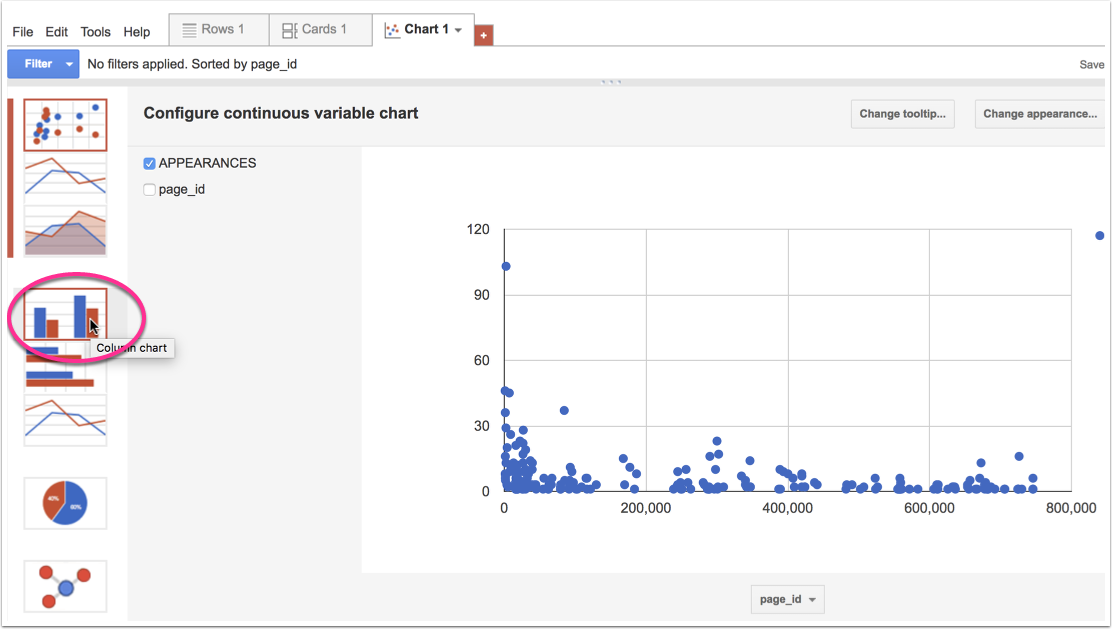 File Edit Tools Help Rows 1 Cards 1 Chart 1 +
Filter No filters applied. Sorted by page_id Save
Configure continuous variable chart Change tooltip... Change appearance...
APPEARANCES
page_id
Column chart
40%
60%
120
90
60
30
0
0 200,000 400,000 600,000 800,000
page_id